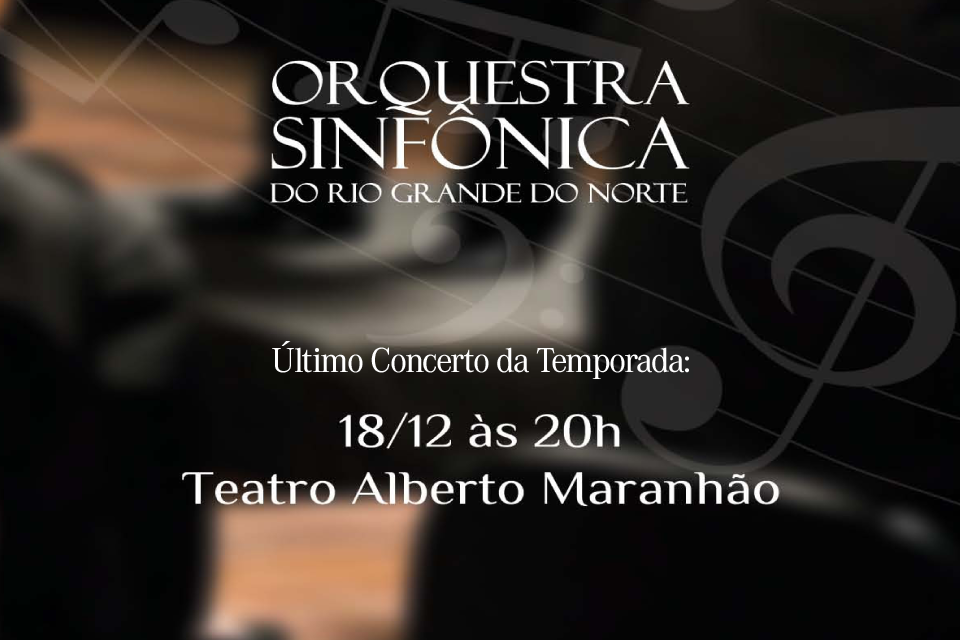 ORQUESTRA
SINFÔNICA
DO RIO GRANDE DO NORTE
Último Concerto da Temporada:
18/12 às 20h
Teatro Alberto Maranhão